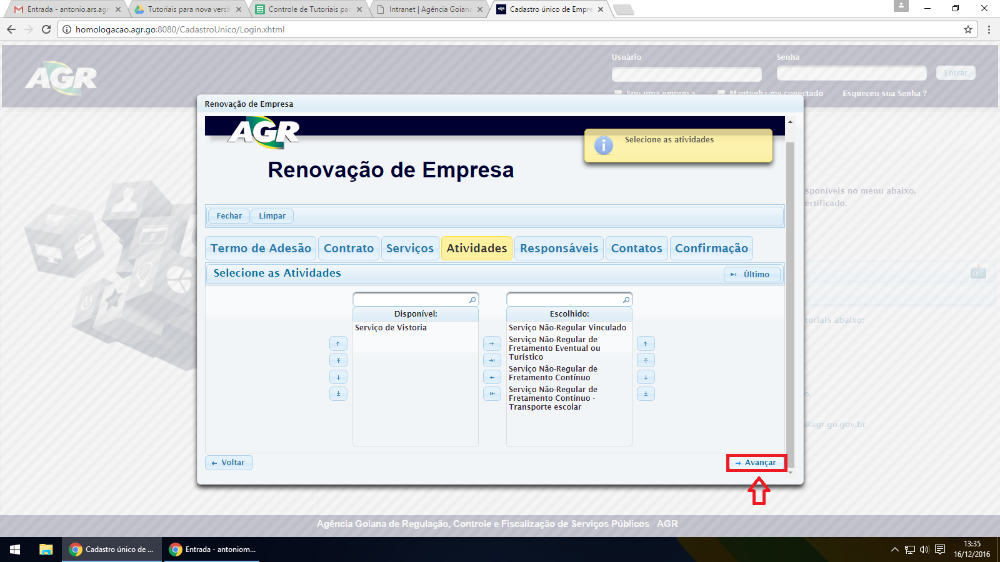 Entrada - antonio.ars.agr
Tutoriais para nova versã
Controle de Tutoriais pa
Intranet | Agência Goian
Cadastro único de Empre
homologacao.agr.go:8080/CadastroUnico/Login.xhtml
AGR
Usuário
Senha
Entrar
Sou uma empresa
Mantenha-me conectado
Esqueceu sua Senha ?
Renovação de Empresa
AGR
Selecione as atividades
Renovação de Empresa
sponíveis no menu abaixo.
ertificado.
Fechar
Limpar
Termo de Adesão
Contrato
Serviços
Atividades
Responsáveis
Contatos
Confirmação
Selecione as Atividades
Último
Disponível:
Serviço de Vistoria
Escolhido:
Serviço Não-Regular Vinculado
Serviço Não-Regular de
Fretamento Eventual ou
Turístico
Serviço Não-Regular de
Fretamento Contínuo
Serviço Não-Regular de
Fretamento Contínuo -
Transporte escolar
toriais abaixo:
o.
@agr.go.gov.br
Voltar
Avançar
Agência Goiana de Regulação, Controle e Fiscalização de Serviços Públicos AGR
Cadastro único de ...
Entrada - antoniom...
13:35
16/12/2016